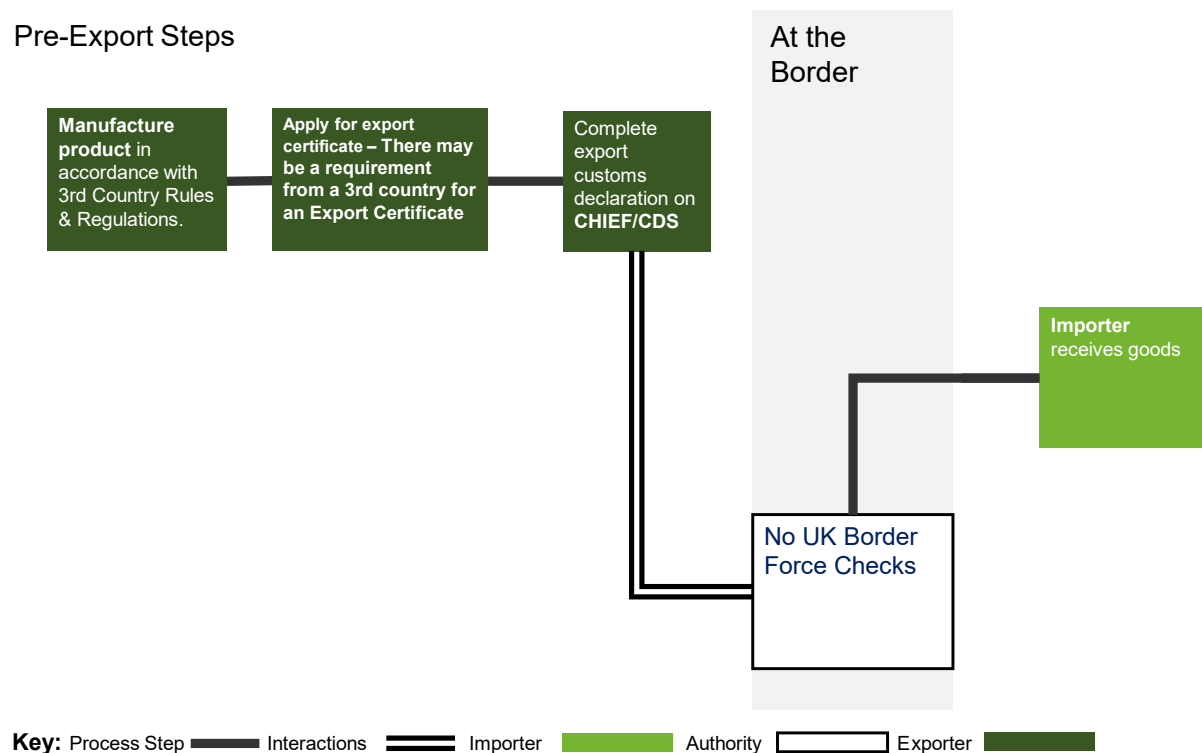 Pre-Export Steps
At the
Border
Manufacture
product in
accordance with
3rd Country Rules
& Regulations.
Apply for export
certificate – There may
be a requirement
from a 3rd country for
an Export Certificate
Complete
export
customs
declaration on
CHIEF/CDS
Importer
receives goods
No UK Border
Force Checks
Key: Process Step Interactions Importer Authority Exporter